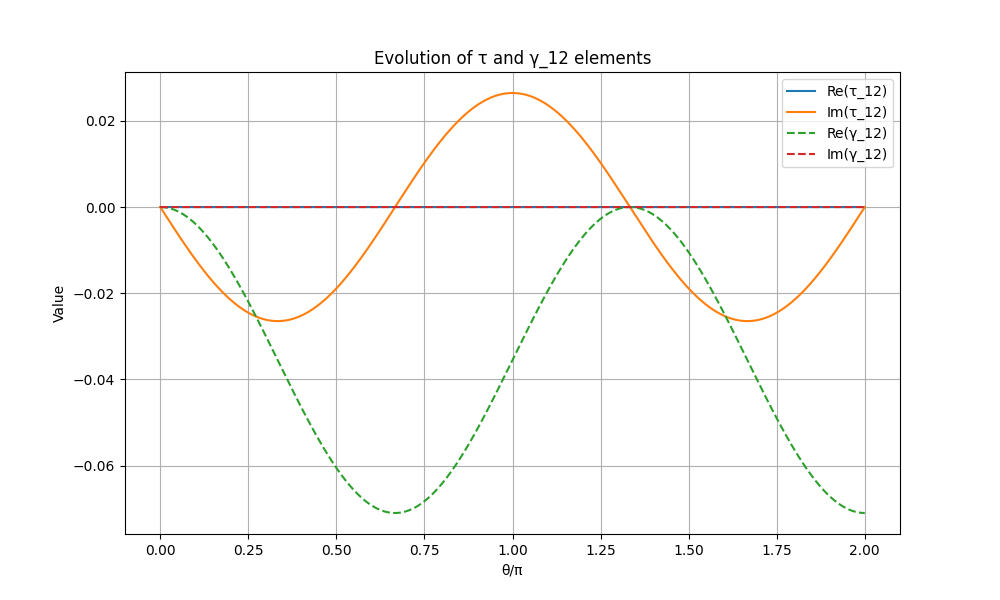 Evolution of τ and γ_12 elements
Re(τ_12)
Im(τ_12)
Re(γ_12)
Im(γ_12)
Value
0.02
0.00
−0.02
−0.04
−0.06
0.00 0.25 0.50 0.75 1.00 1.25 1.50 1.75 2.00
θ/π